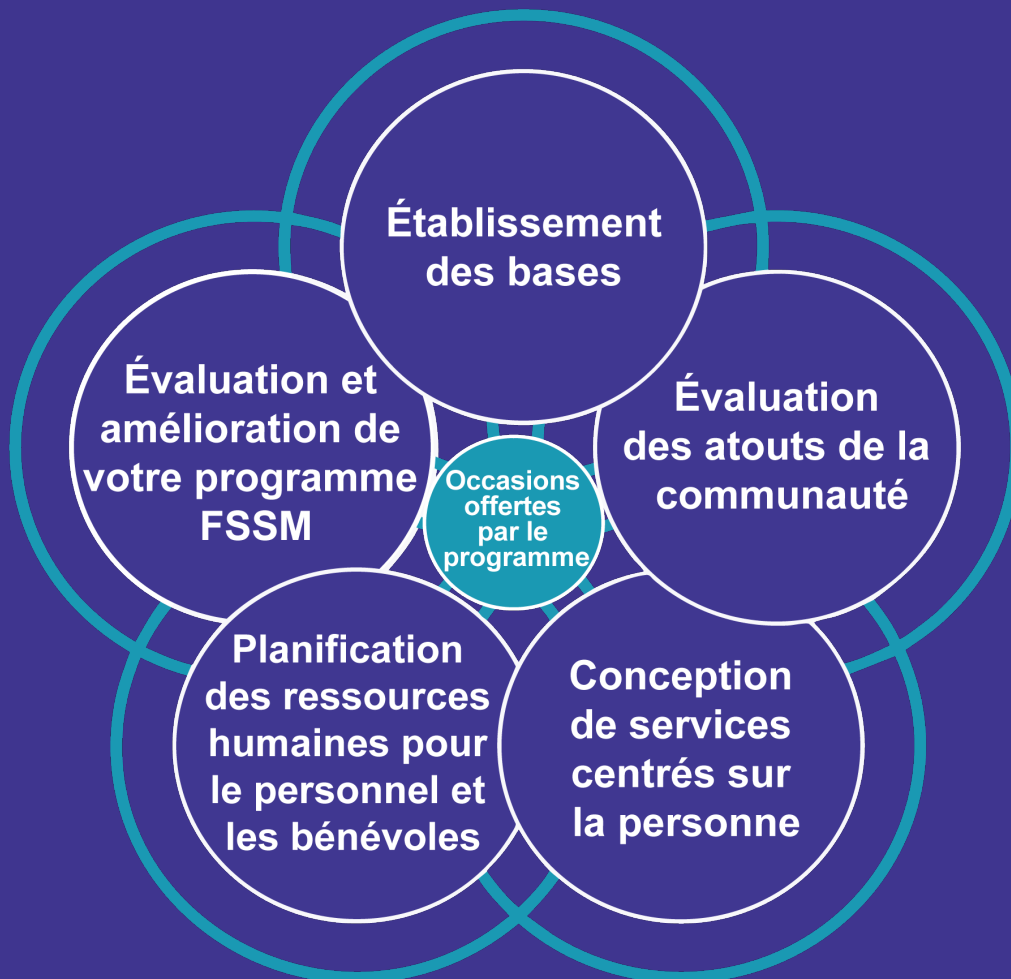 Établissement
des bases
Évaluation et
amélioration de
votre programme
FSSM
Évaluation
des atouts de la
communauté
Occasions
offertes
par le
programme
Planification
des ressources
humaines pour
le personnel et
les bénévoles
Conception
de services
centrés sur
la personne